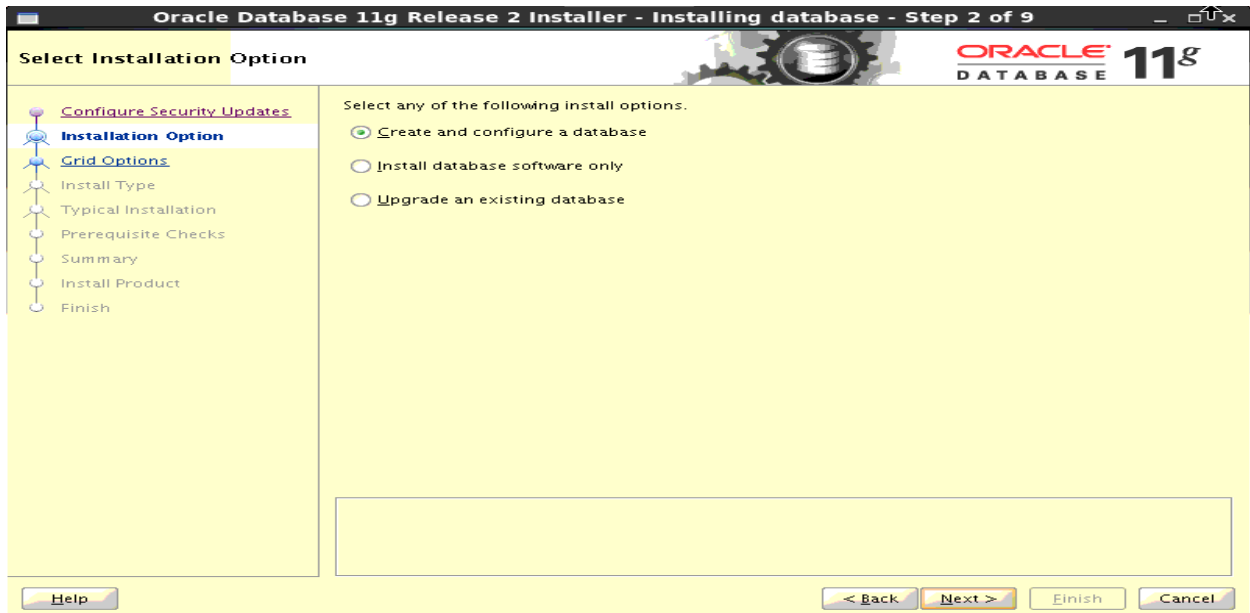 Oracle Database 11g Release 2 Installer - Installing database - Step 2 of 9
Select Installation Option
ORACLE 11g
DATABASE
Configure Security Updates
Installation Option
Grid Options
Install Type
Typical Installation
Prerequisite Checks
Summary
Install Product
Finish
Select any of the following install options.
Create and configure a database
Install database software only
Upgrade an existing database
Help
< Back
Next >
Finish
Cancel